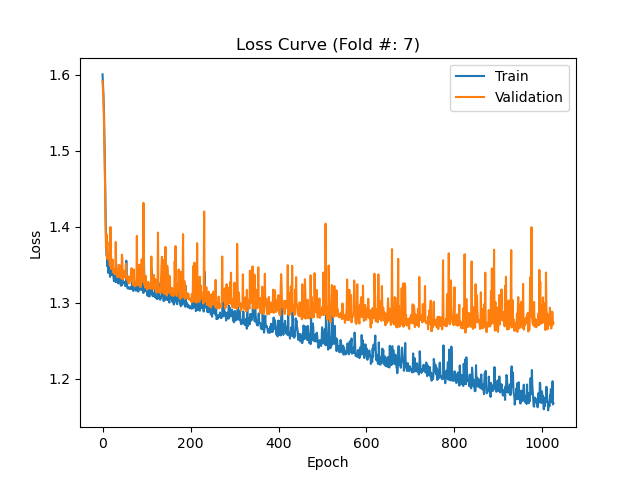 Loss Curve (Fold #: 7)
Train
Validation
Loss
1.6
1.5
1.4
1.3
1.2
0 200 400 600 800 1000
Epoch